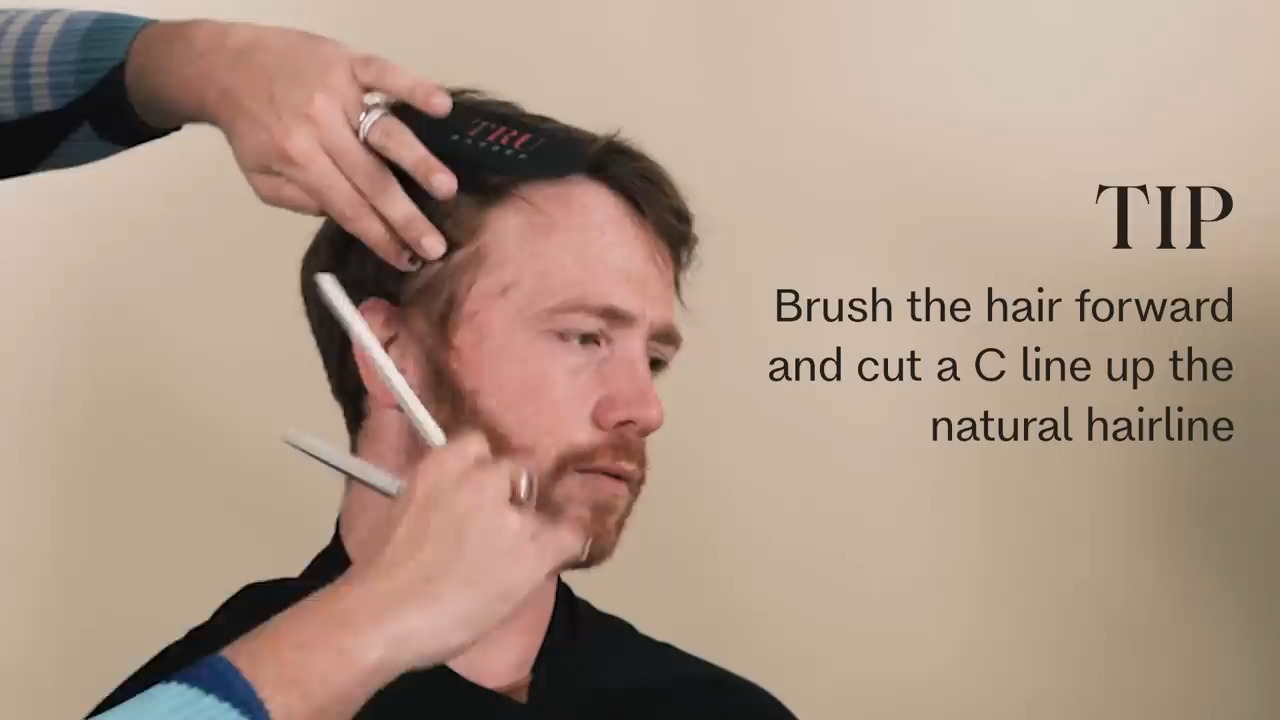 TRU
TIP
Brush the hair forward
and cut a C line up the
natural hairline